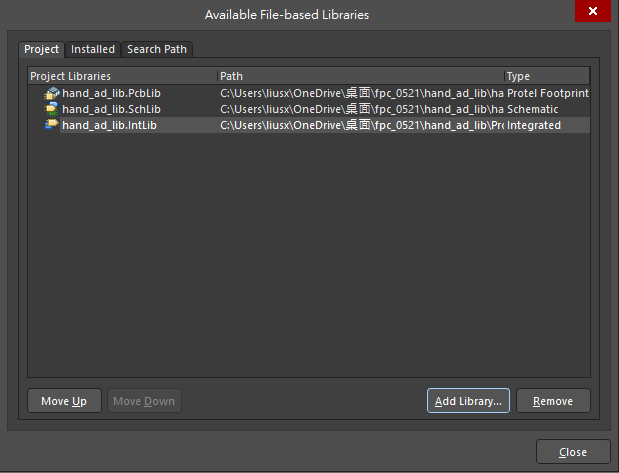 Available File-based Libraries
Project Installed Search Path
Project Libraries Path Type
hand_ad_lib.PcbLib C:\Users\liusx\OneDrive\桌面\fpc_0521\hand_ad_lib\ha Protel Footprint
hand_ad_lib.SchLib C:\Users\liusx\OneDrive\桌面\fpc_0521\hand_ad_lib\ha Schematic
hand_ad_lib.IntLib C:\Users\liusx\OneDrive\桌面\fpc_0521\hand_ad_lib\Pro Integrated
Move Up Move Down Add Library... Remove
Close